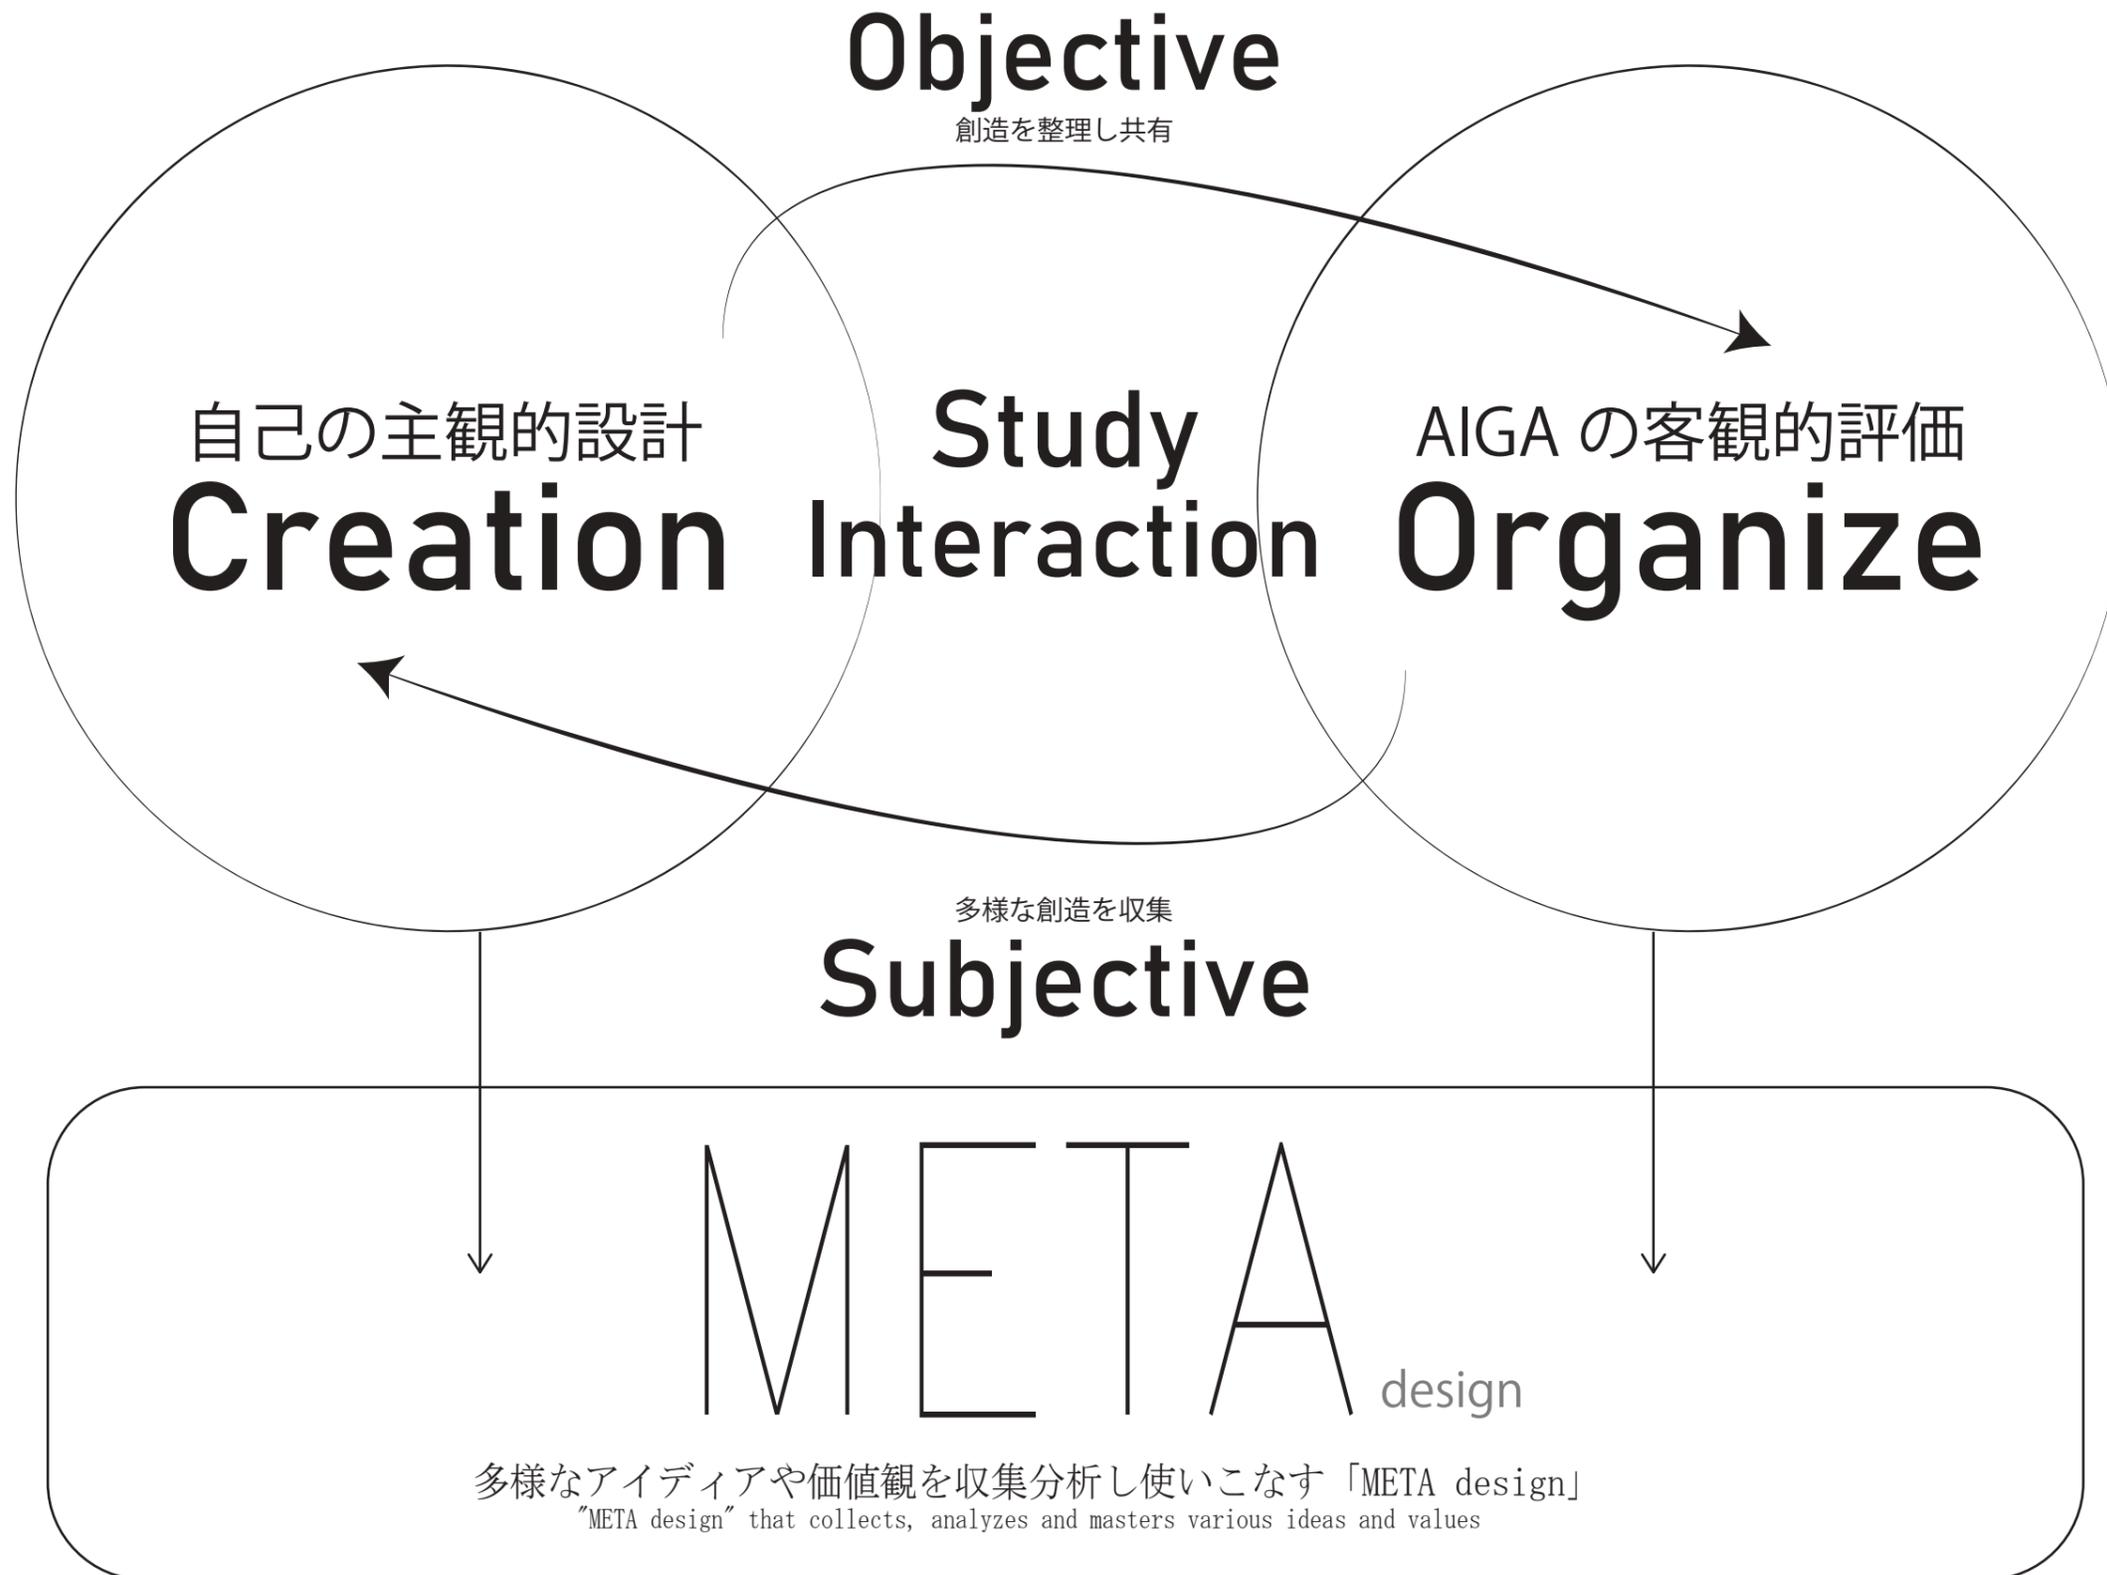 Objective
創造を整理し共有
自己の主観的設計
Creation
Study
Interaction
AIGA の客観的評価
Organize
多様な創造を収集
Subjective
META design
多様なアイディアや価値観を収集分析し使いこなす「META design」
"META design" that collects, analyzes and masters various ideas and values